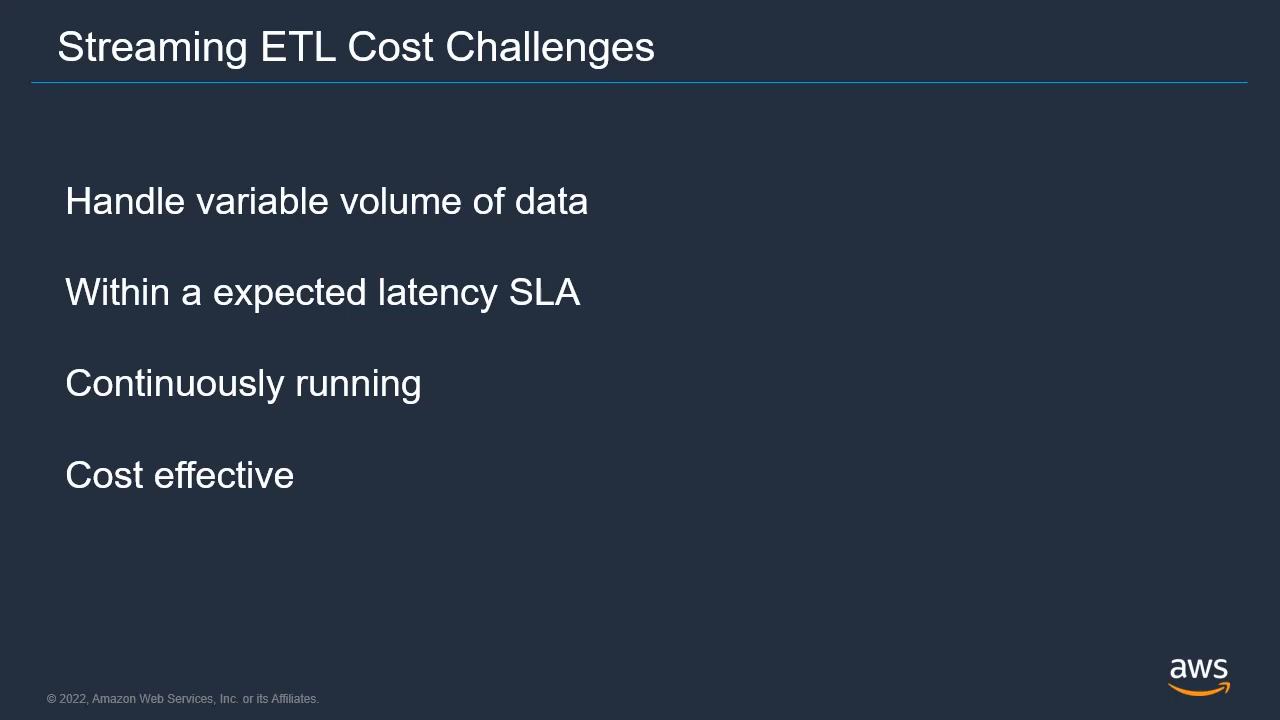 Streaming ETL Cost Challenges
Handle variable volume of data
Within a expected latency SLA
Continuously running
Cost effective
© 2022, Amazon Web Services, Inc. or its Affiliates.
aws